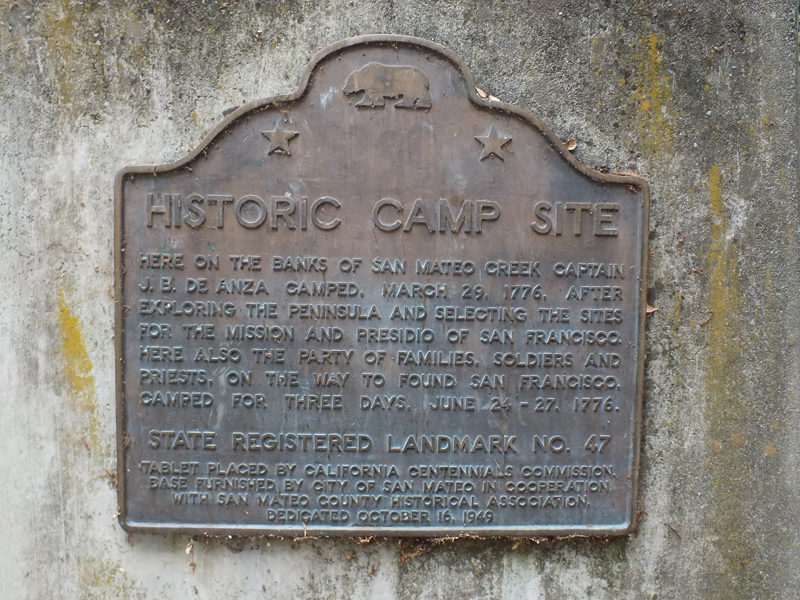 HISTORIC CAMP SITE
HERE ON THE BANKS OF SAN MATEO CREEK CAPTAIN
J. B. DE ANZA CAMPED, MARCH 29, 1776, AFTER
EXPLORING THE PENINSULA AND SELECTING THE SITES
FOR THE MISSION AND PRESIDIO OF SAN FRANCISCO.
HERE ALSO THE PARTY OF FAMILIES, SOLDIERS AND
PRIESTS, ON THE WAY TO FOUND SAN FRANCISCO,
CAMPED FOR THREE DAYS, JUNE 24-27, 1776.
STATE REGISTERED LANDMARK NO. 47
TABLET PLACED BY CALIFORNIA CENTENNIALS COMMISSION.
BASE FURNISHED BY CITY OF SAN MATEO IN COOPERATION
WITH SAN MATEO COUNTY HISTORICAL ASSOCIATION.
DEDICATED OCTOBER 16, 1949